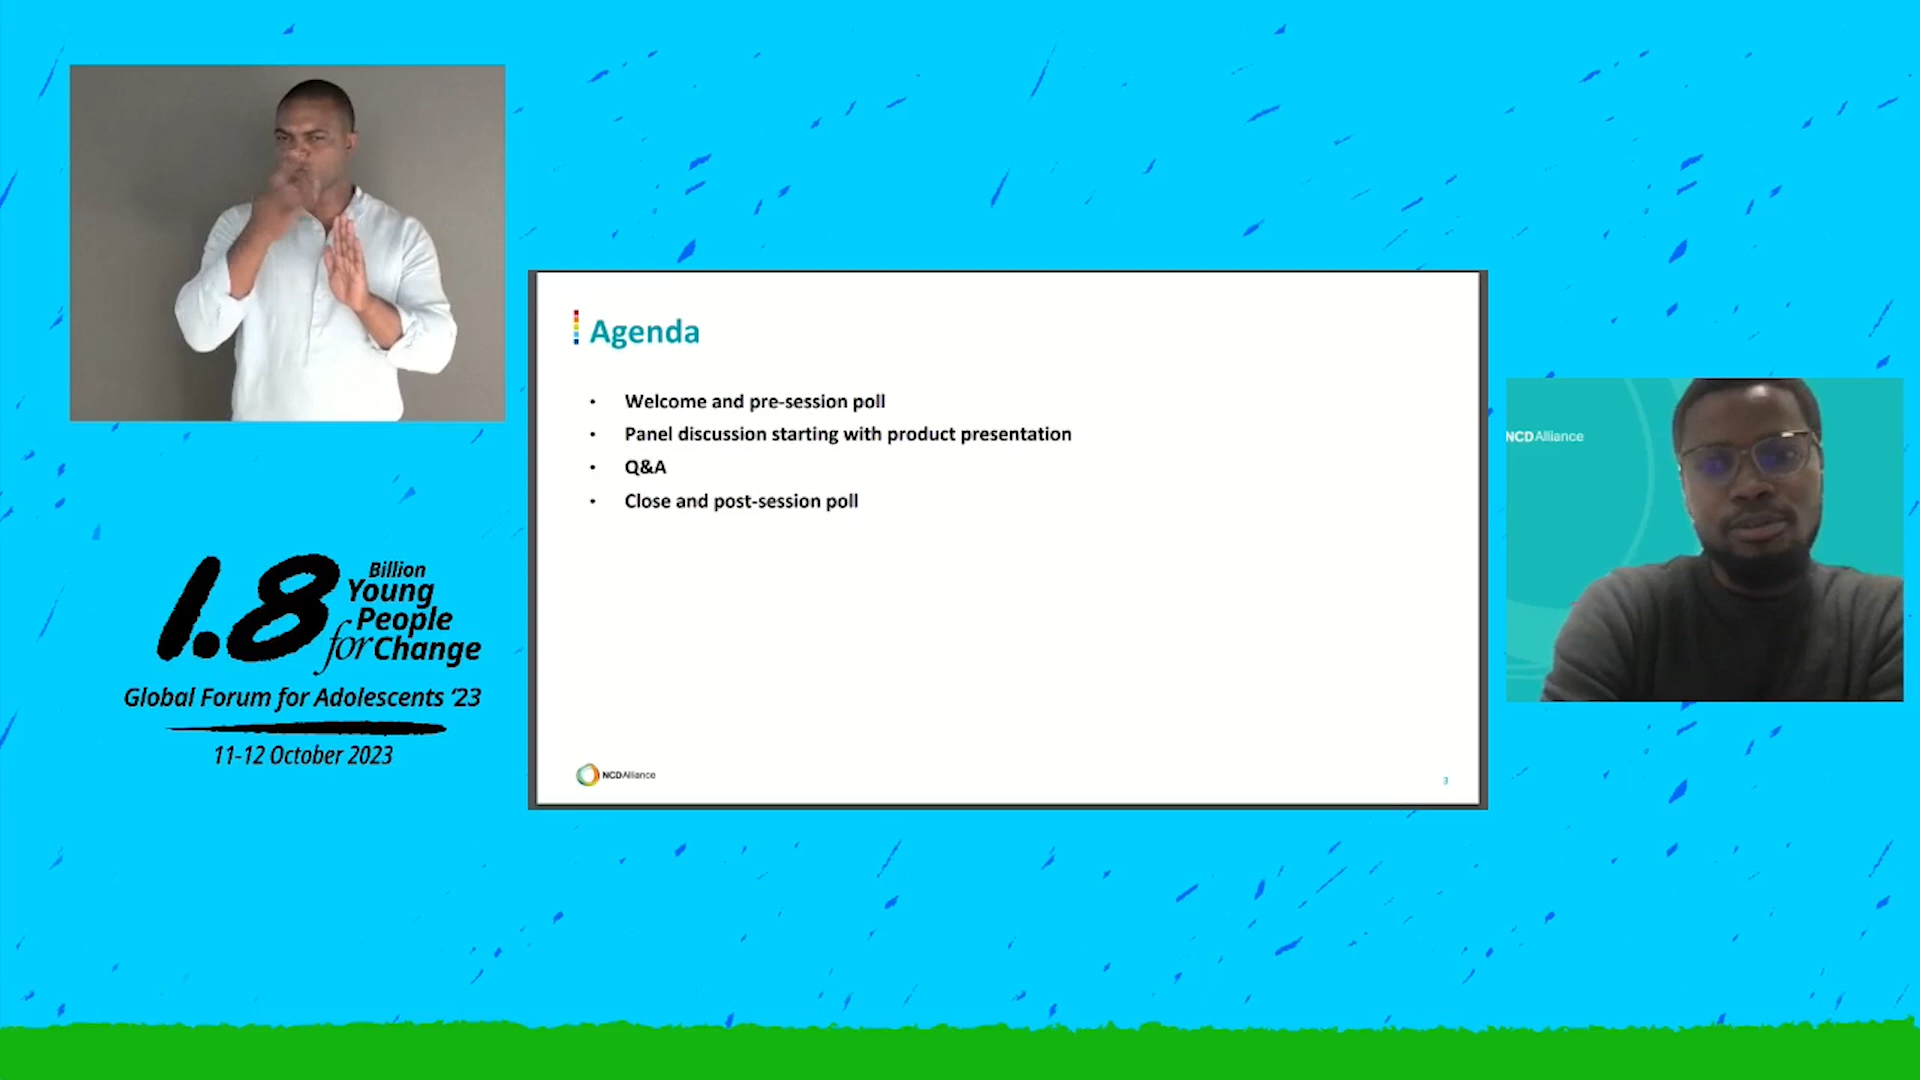 Agenda
• Welcome and pre-session poll
• Panel discussion starting with product presentation
• Q&A
• Close and post-session poll
NCDAlliance
3
NCDAlliance
1.8 Billion
Young
People
for Change
Global Forum for Adolescents ‘23
11-12 October 2023